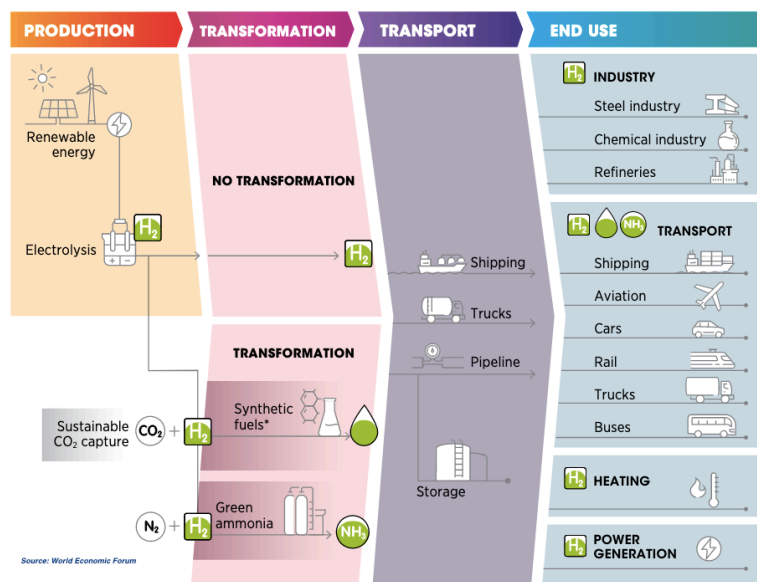 PRODUCTION
TRANSFORMATION
TRANSPORT
END USE
Renewable
energy
H₂
Electrolysis
NO TRANSFORMATION
H₂
TRANSFORMATION
Sustainable
CO₂ capture
CO₂ + H₂
Synthetic
fuels*
N₂ + H₂
Green
ammonia
NH₃
Shipping
Trucks
Pipeline
Storage
H₂ INDUSTRY
Steel industry
Chemical industry
Refineries
H₂ NH₃ TRANSPORT
Shipping
Aviation
Cars
Rail
Trucks
Buses
H₂ HEATING
H₂ POWER
GENERATION
Source: World Economic Forum